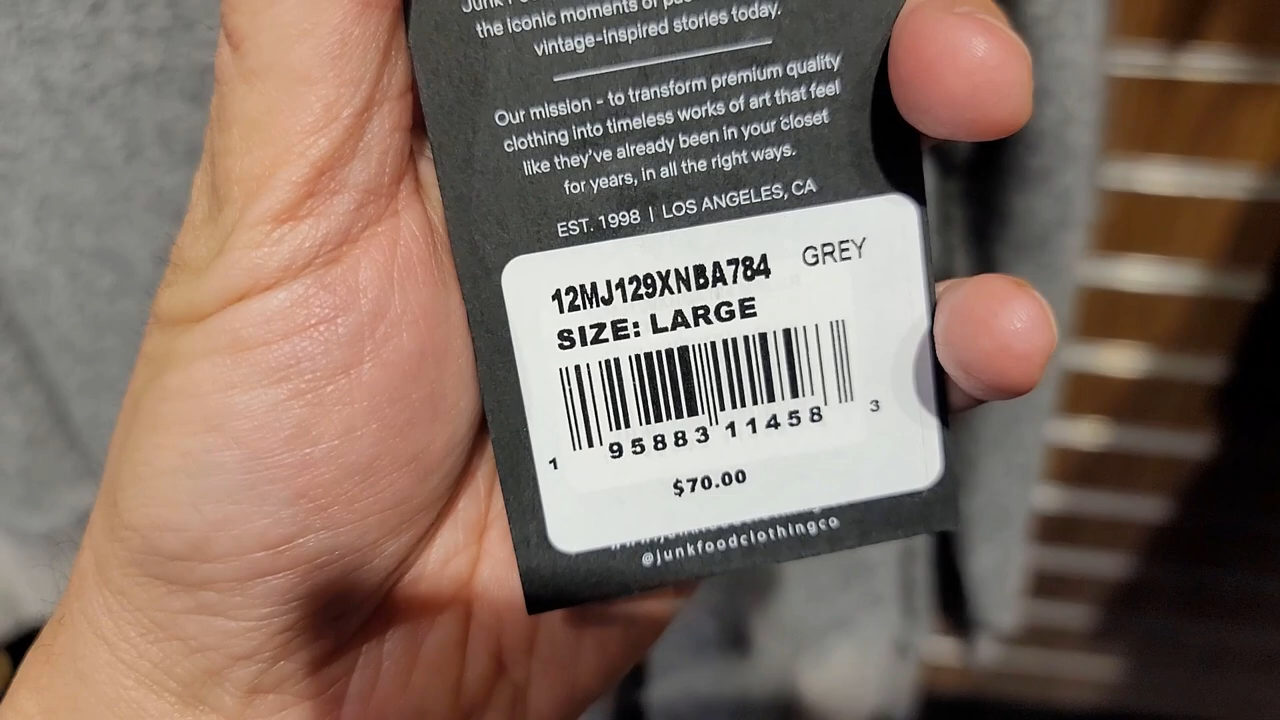 the iconic moments of
vintage-inspired stories today.
Our mission - to transform premium quality
clothing into timeless works of art that feel
like they've already been in your closet
for years, in all the right ways.
EST. 1998 | LOS ANGELES, CA
12MJ129XNBA784 GREY
SIZE: LARGE
1 95883 11458 3
$70.00
@junkfoodclothingco